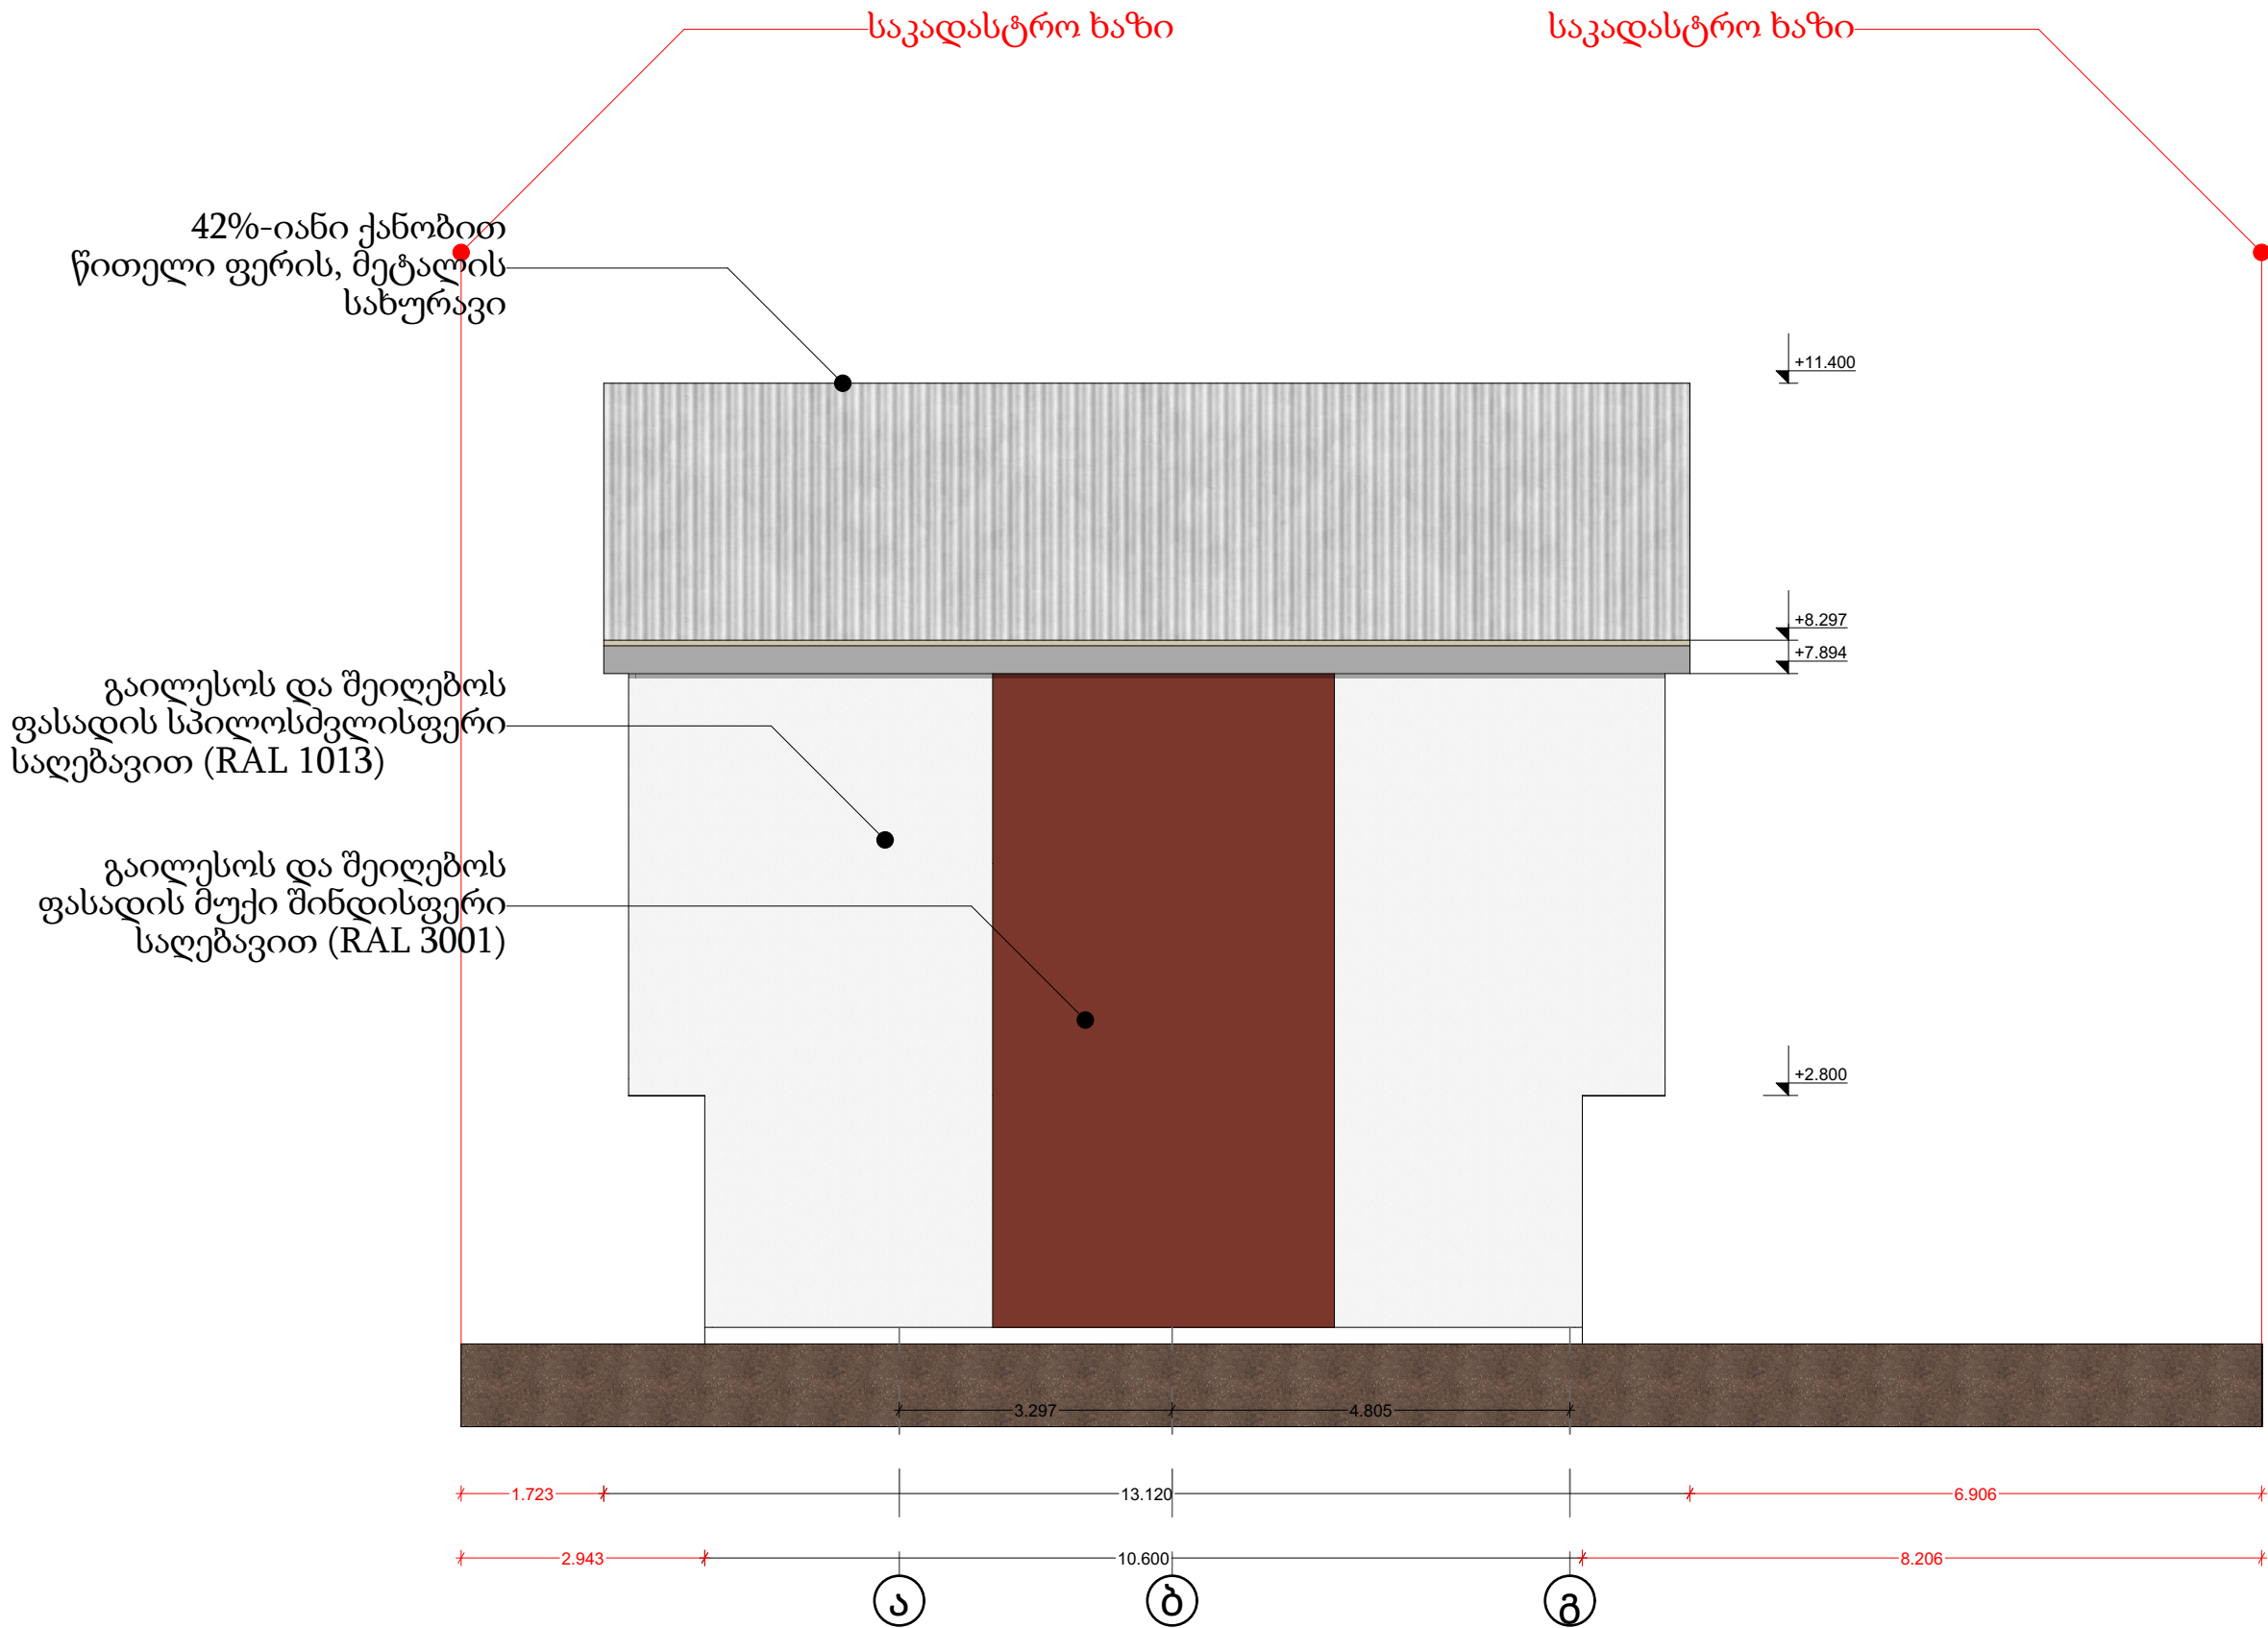 საკადასტრო ხაზი
საკადასტრო ხაზი
42%-იანი ქანობით
წითელი ფერის, მეტალის
სახურავი
+11.400
+8.297
+7.894
გაილესოს და შეიღებოს
ფასადის სპილოსძვლისფერი
საღებავით (RAL 1013)
გაილესოს და შეიღებოს
ფასადის მუქი შინდისფერი
საღებავით (RAL 3001)
+2.800
3.297
4.805
1.723
13.120
6.906
2.943
10.600
8.206
ა
ბ
გ